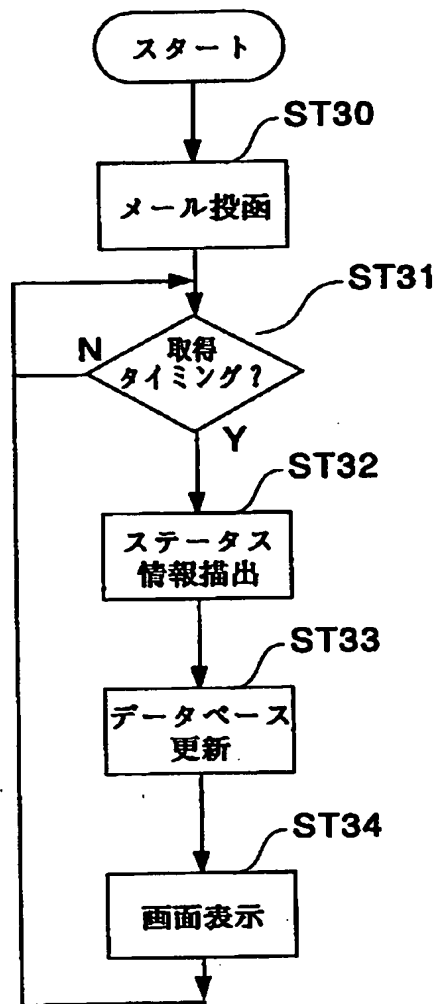 スタート
ST30
メール投函
ST31
N
取得
タイミング?
Y
ST32
ステータス
情報描出
ST33
データベース
更新
ST34
画面表示